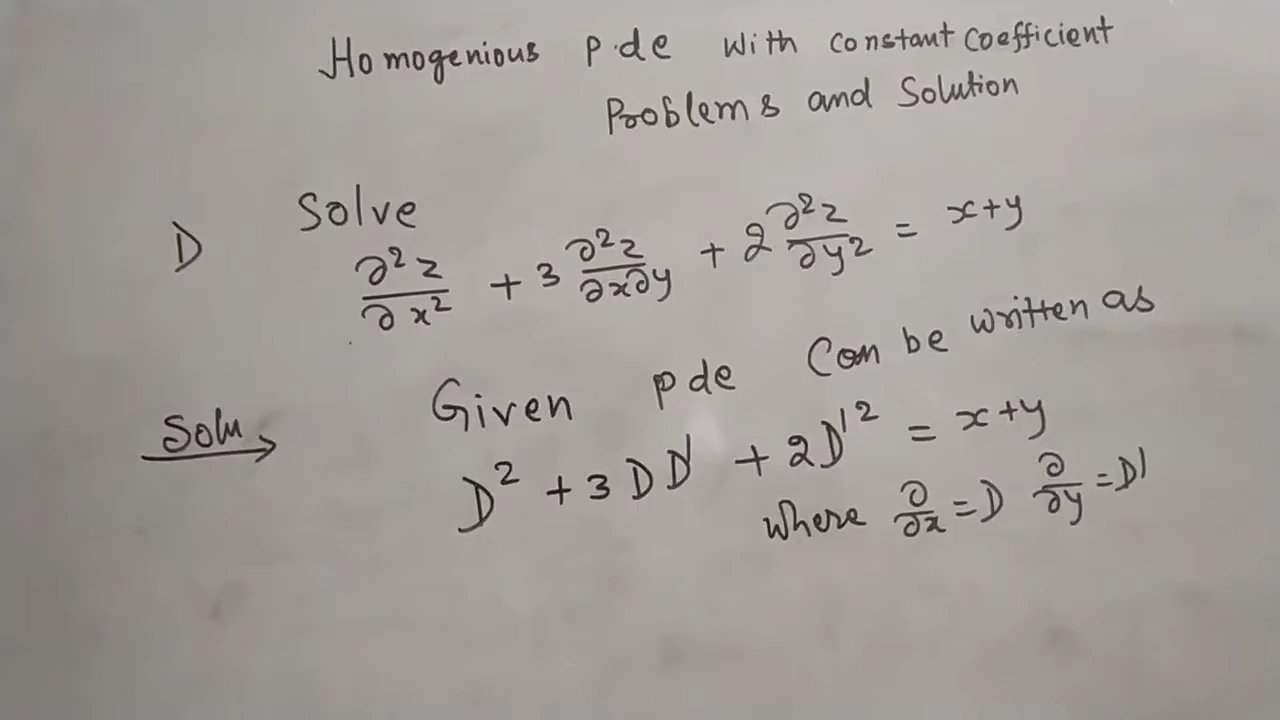 Homogenious p.de with constant coefficient
Problems and Solution
1) Solve
∂²z/∂x² + 3 ∂²z/∂x∂y + 2 ∂²z/∂y² = x+y
Soln → Given pde Can be written as
D² + 3DD' + 2D'² = x+y
where ∂/∂x = D ∂/∂y = D'